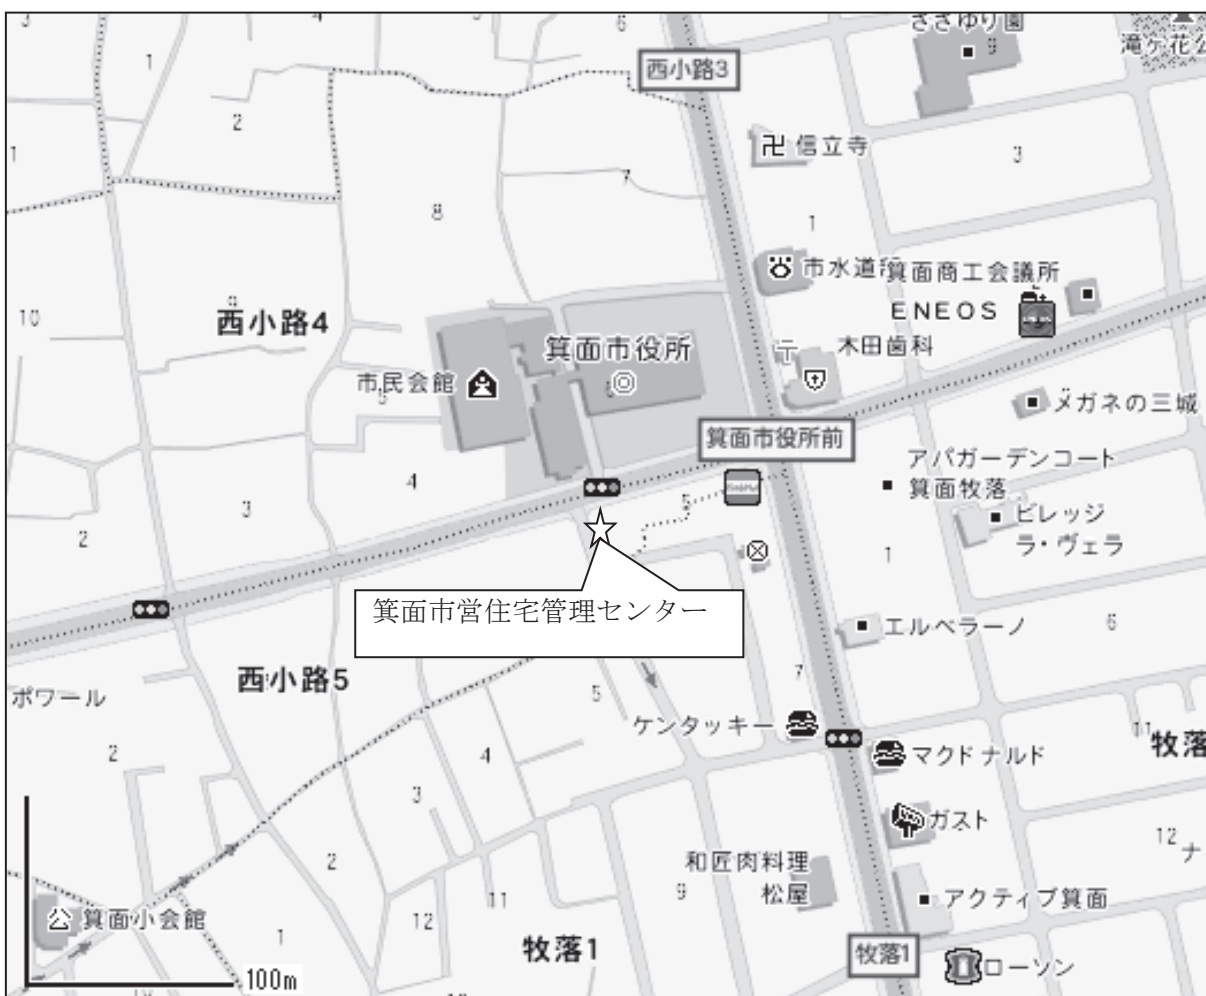 ささゆり園
9
滝ケ花公
西小路3
6
1
2
1
3
信立寺
7
8
1
市水道
箕面商工会議所
9
10
西小路4
ENEOS
箕面市役所
木田歯科
市民会館
メガネの三城
箕面市役所前
アパガーデンコート
箕面牧落
4
5
3
2
ビレッジ
ラ・ヴェラ
1
箕面市営住宅管理センター
エルベラーノ
6
西小路5
7
ポワール
5
ケンタッキー
11
牧落
2
4
マクドナルド
3
ガスト
12
ナ
2
和匠肉料理
松屋
9
11
アクティブ箕面
公
箕面小会館
12
1
牧落1
牧落1
ローソン
100m